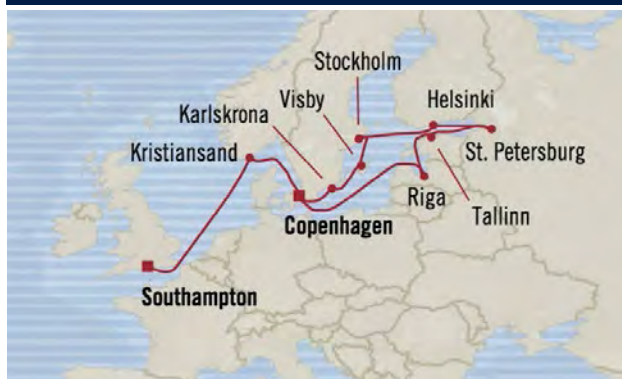 Stockholm
Visby
Helsinki
Karlskrona
Kristiansand
St. Petersburg
Riga
Tallinn
Copenhagen
Southampton